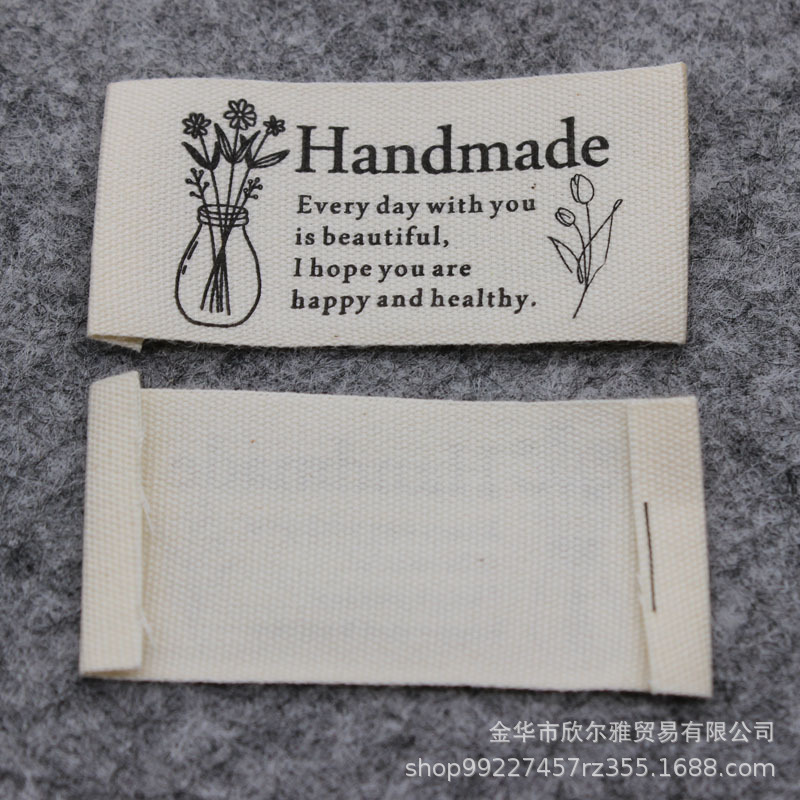 Handmade
Every day with you
is beautiful,
I hope you are
happy and healthy.
金华市欣尔雅贸易有限公司
shop99227457rz355.1688.com